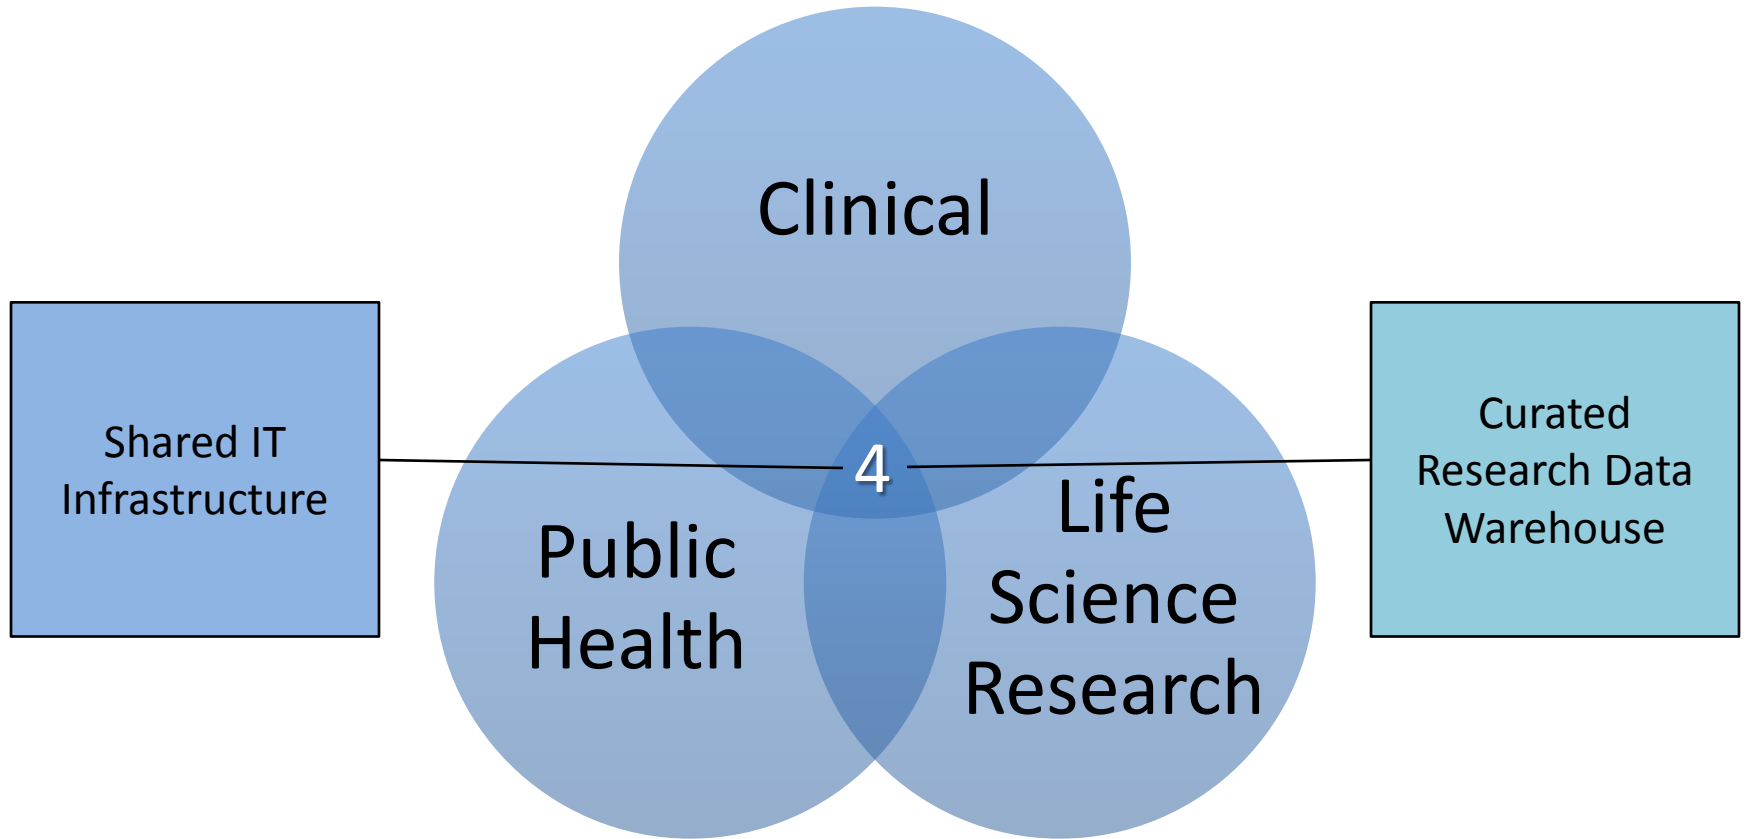 Clinical
Shared IT
Infrastructure
4
Curated
Research Data
Warehouse
Public
Health
Life
Science
Research